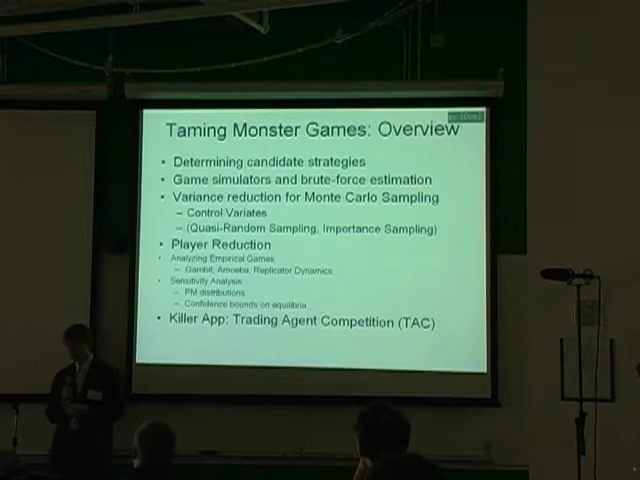 Taming Monster Games: Overview
• Determining candidate strategies
• Game simulators and brute-force estimation
• Variance reduction for Monte Carlo Sampling
– Control Variates
– (Quasi-Random Sampling, Importance Sampling)
• Player Reduction
• Analyzing Empirical Games
– Gambit, Amoeba, Replicator Dynamics
• Sensitivity Analysis
– PM distributions
– Confidence bounds on equilibria
• Killer App: Trading Agent Competition (TAC)